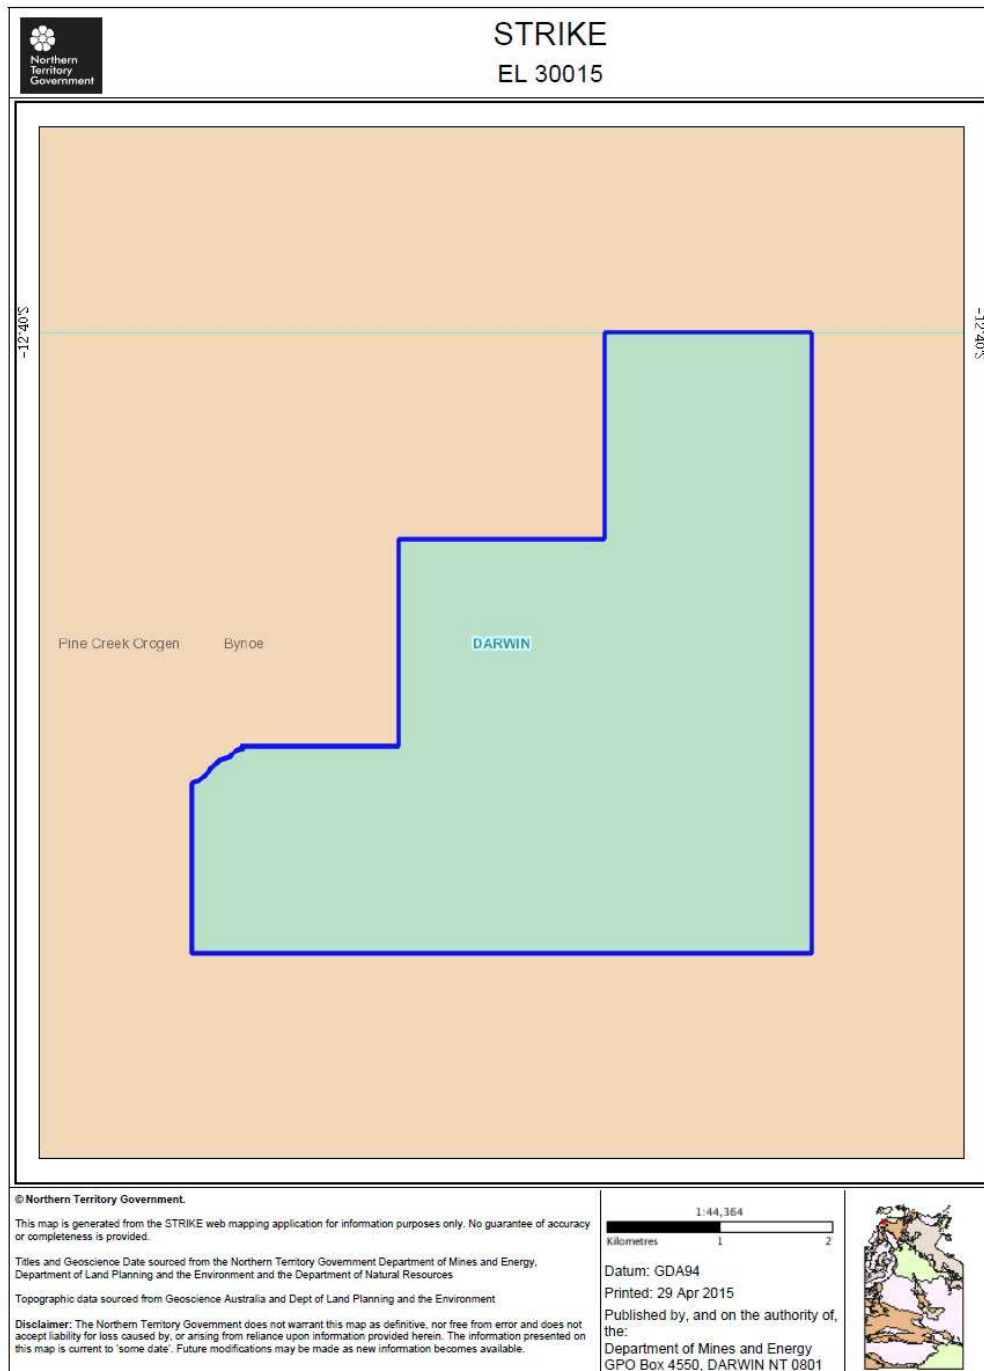 Northern
Territory
Government
STRIKE
EL 30015
-12°40'S
-12°40'S
Pine Creek Orogen
Bynoe
DARWIN
© Northern Territory Government.
This map is generated from the STRIKE web mapping application for information purposes only. No guarantee of accuracy
or completeness is provided.
Titles and Geoscience Date sourced from the Northern Territory Government Department of Mines and Energy,
Department of Land Planning and the Environment and the Department of Natural Resources
Topographic data sourced from Geoscience Australia and Dept of Land Planning and the Environment
Disclaimer: The Northern Territory Government does not warrant this map as definitive, nor free from error and does not
accept liability for loss caused by, or arising from reliance upon information provided herein. The information presented on
this map is current to 'some date'. Future modifications may be made as new information becomes available.
1:44,364
Kilometres 1 2
Datum: GDA94
Printed: 29 Apr 2015
Published by, and on the authority of,
the:
Department of Mines and Energy
GPO Box 4550, DARWIN NT 0801